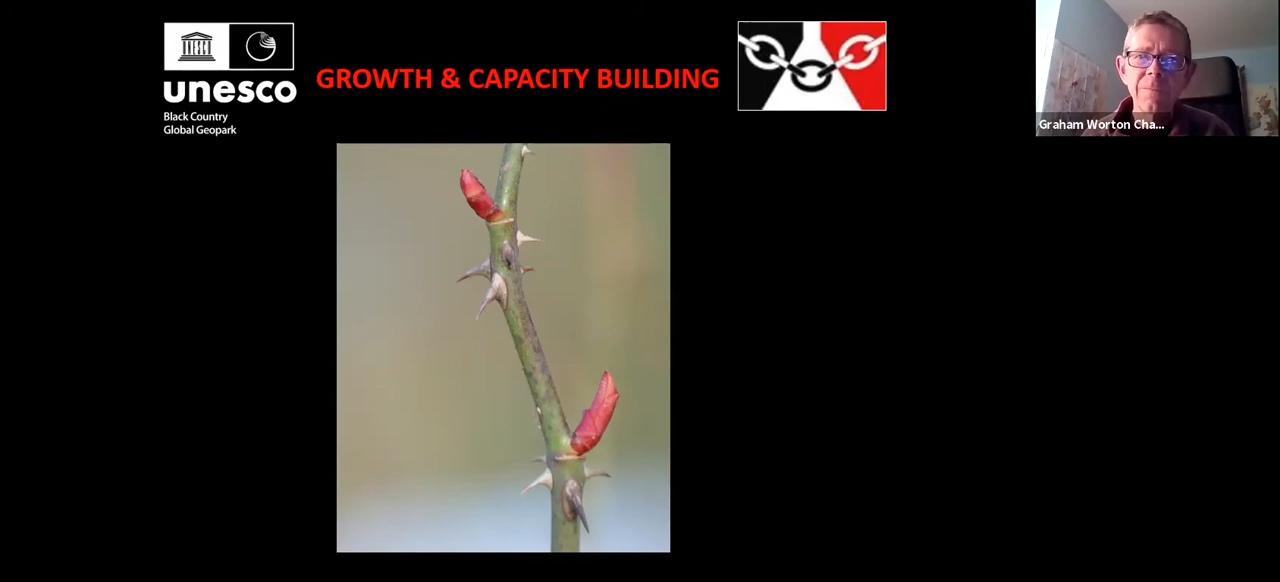 unesco
Black Country
Global Geopark
GROWTH & CAPACITY BUILDING
Graham Worton Cha...